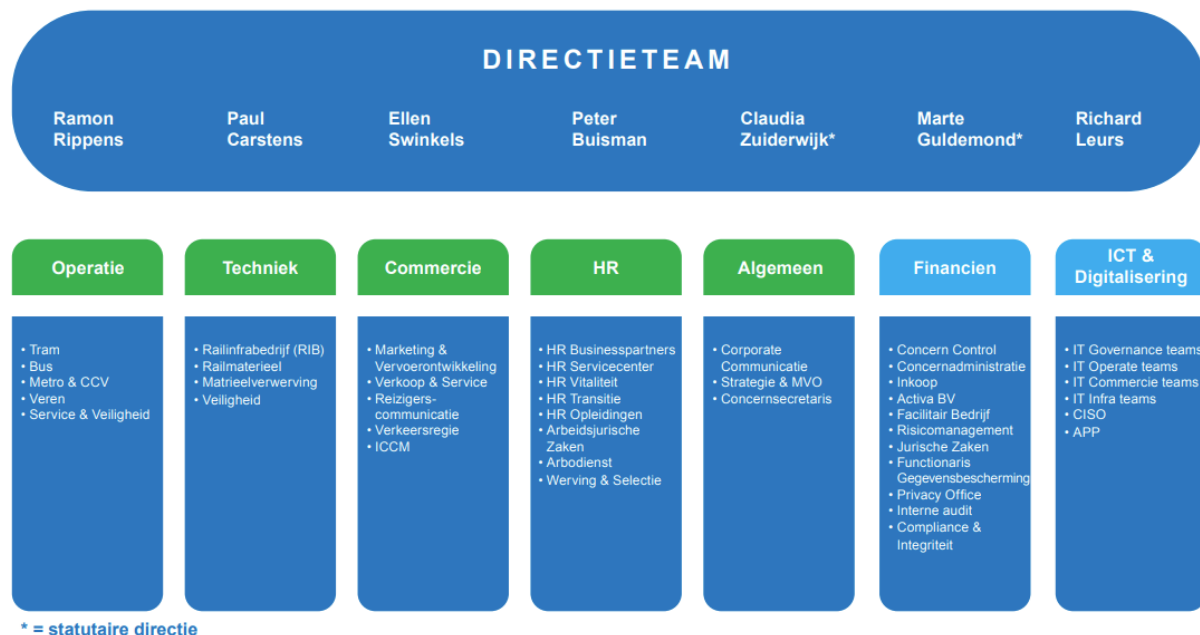 DIRECTIETEAM
Ramon
Rippens
Paul
Carstens
Ellen
Swinkels
Peter
Buisman
Claudia
Zuiderwijk*
Marte
Guldemond*
Richard
Leurs
Operatie
• Tram
• Bus
• Metro & CCV
• Veren
• Service & Veiligheid
Techniek
• Railinfrabedrijf (RIB)
• Railmaterieel
• Matrieelverwerving
• Veiligheid
Commercie
• Marketing &
Vervoerontwikkeling
• Verkoop & Service
• Reizigers-
communicatie
• Verkeersregie
• ICCM
HR
• HR Businesspartners
• HR Servicecenter
• HR Vitaliteit
• HR Transitie
• HR Opleidingen
• Arbeidsjurische
Zaken
• Arbodienst
• Werving & Selectie
Algemeen
• Corporate
Communicatie
• Strategie & MVO
• Concernsecretaris
Financien
• Concern Control
• Concernadministratie
• Inkoop
• Activa BV
• Facilitair Bedrijf
• Risicomanagement
• Jurische Zaken
• Functionaris
Gegevensbescherming
• Privacy Office
• Interne audit
• Compliance &
Integriteit
ICT &
Digitalisering
• IT Governance teams
• IT Operate teams
• IT Commercie teams
• IT Infra teams
• CISO
• APP
* = statutaire directie